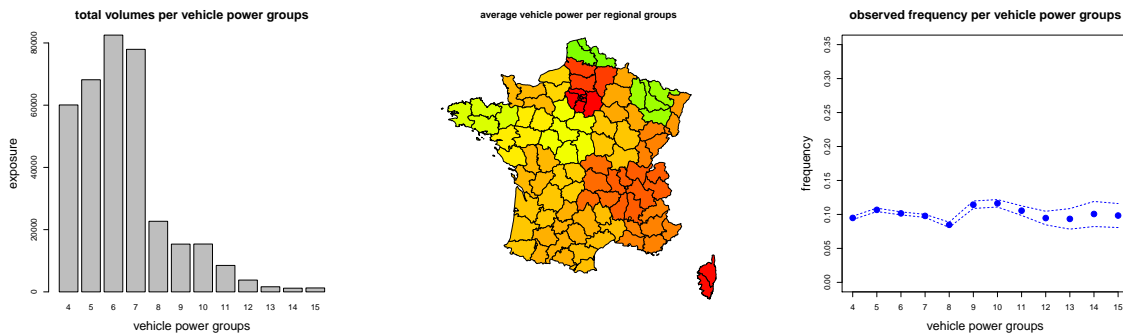 total volumes per vehicle power groups
exposure
80000
60000
40000
20000
0
4 5 6 7 8 9 10 11 12 13 14 15
vehicle power groups
average vehicle power per regional groups
observed frequency per vehicle power groups
frequency
0.35
0.30
0.25
0.20
0.15
0.10
0.05
0.00
4 5 6 7 8 9 10 11 12 13 14 15
vehicle power groups